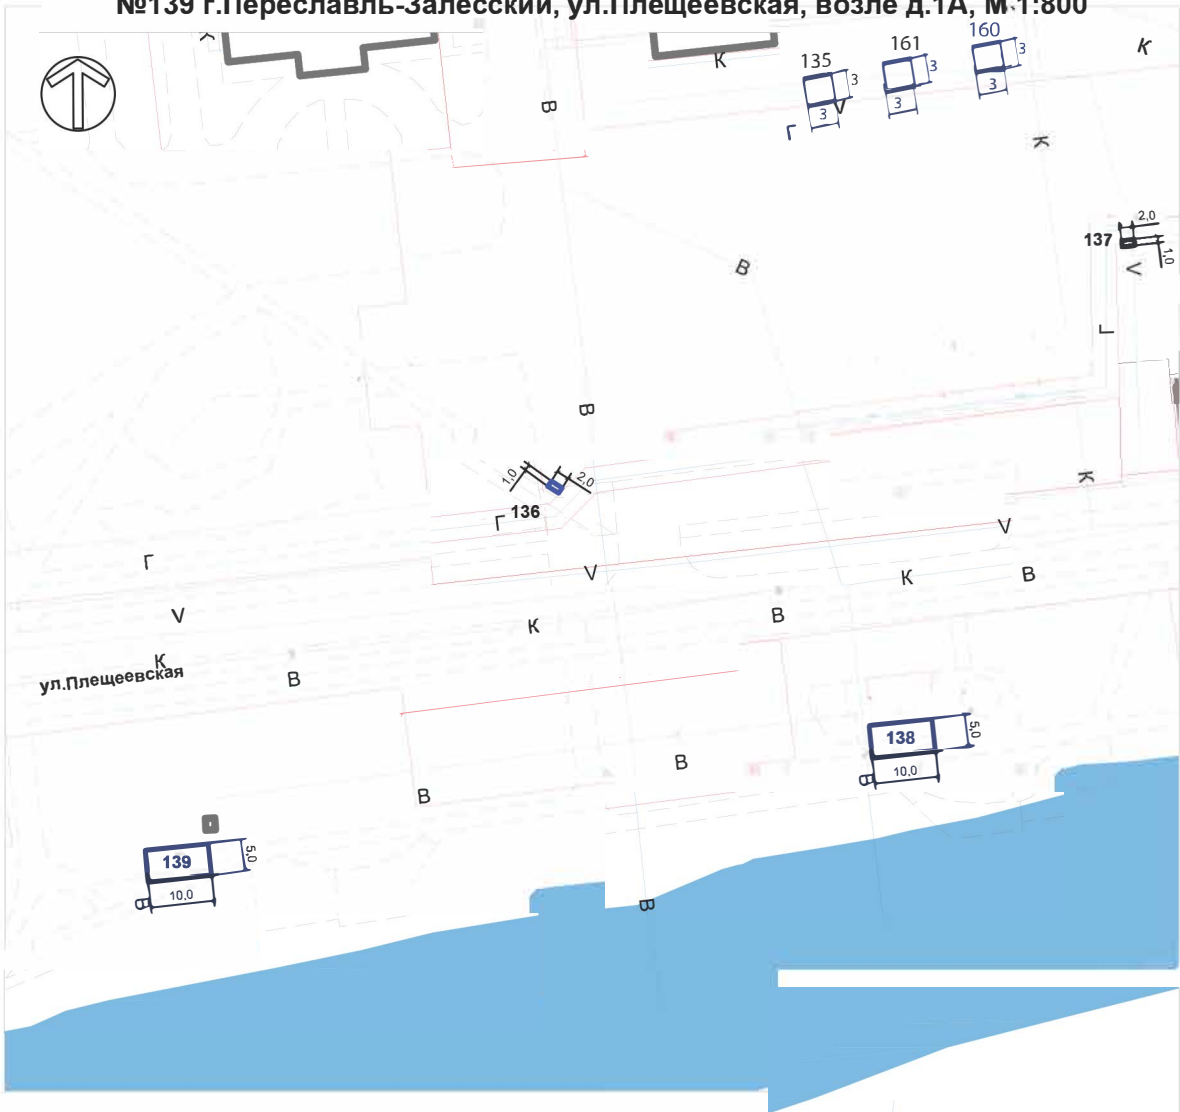 №139 г.Переславль-Залесский, ул.Плещеевская, возле д.1А, М 1:800
160
161
135
К
К
К
3
3
3
3
3
3
В
V
Г
К
2,0
137
1,0
V
В
Г
В
1,0
2,0
136
Г
К
V
Г
V
К
В
V
К
В
К
ул.Плещеевская
В
138
5,0
10,0
В
В
В
139
5,0
10,0
В
В